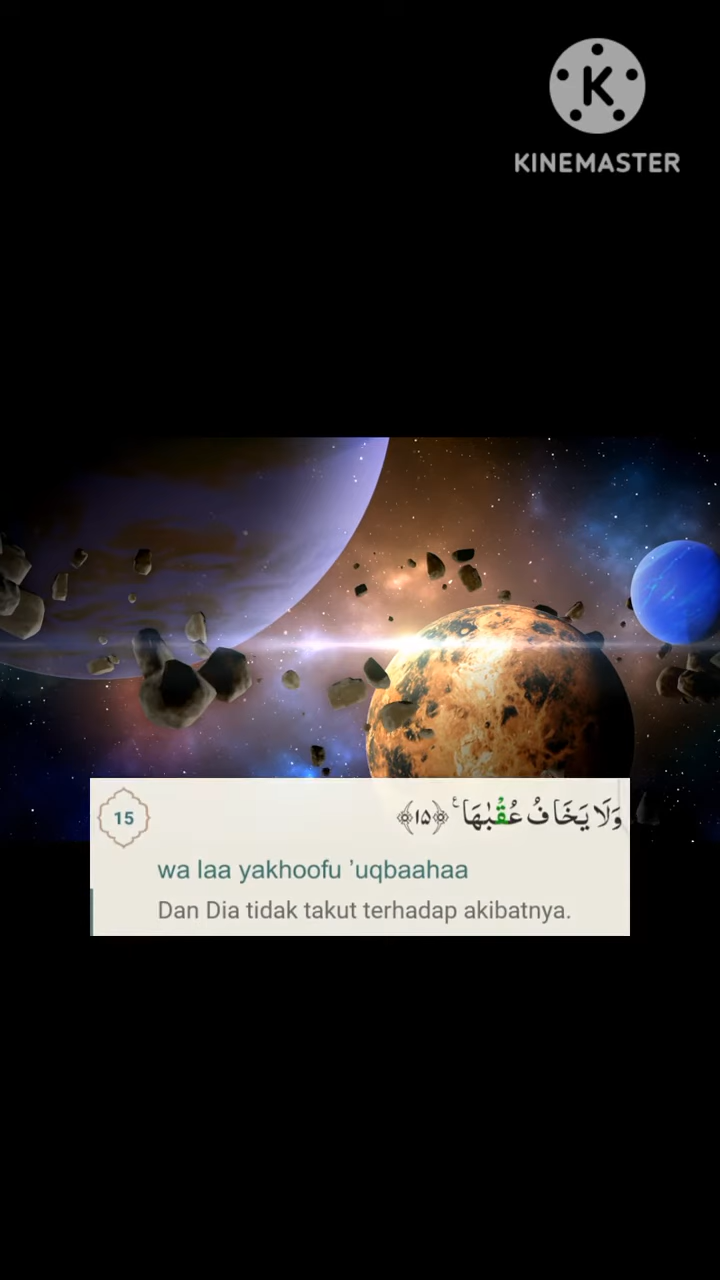 KINEMASTER
15
وَلَا يَخَافُ عُقْبٰهَا ࣖ ﴿١٥﴾
wa laa yakhoofu ’uqbaahaa
Dan Dia tidak takut terhadap akibatnya.